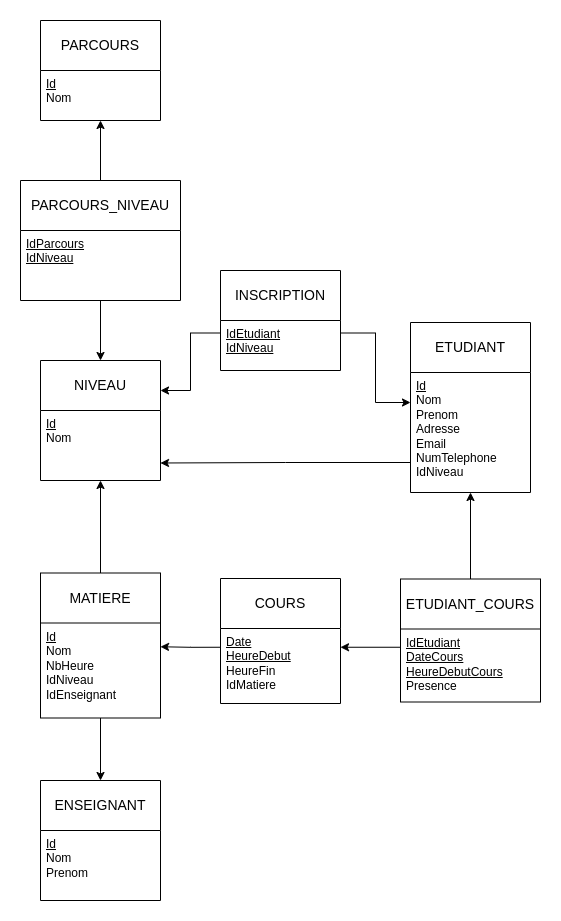 PARCOURS
Id
Nom
PARCOURS_NIVEAU
IdParcours
IdNiveau
INSCRIPTION
IdEtudiant
IdNiveau
ETUDIANT
Id
Nom
Prenom
Adresse
Email
NumTelephone
IdNiveau
NIVEAU
Id
Nom
MATIERE
Id
Nom
NbHeure
IdNiveau
IdEnseignant
COURS
Date
HeureDebut
HeureFin
IdMatiere
ETUDIANT_COURS
IdEtudiant
DateCours
HeureDebutCours
Presence
ENSEIGNANT
Id
Nom
Prenom